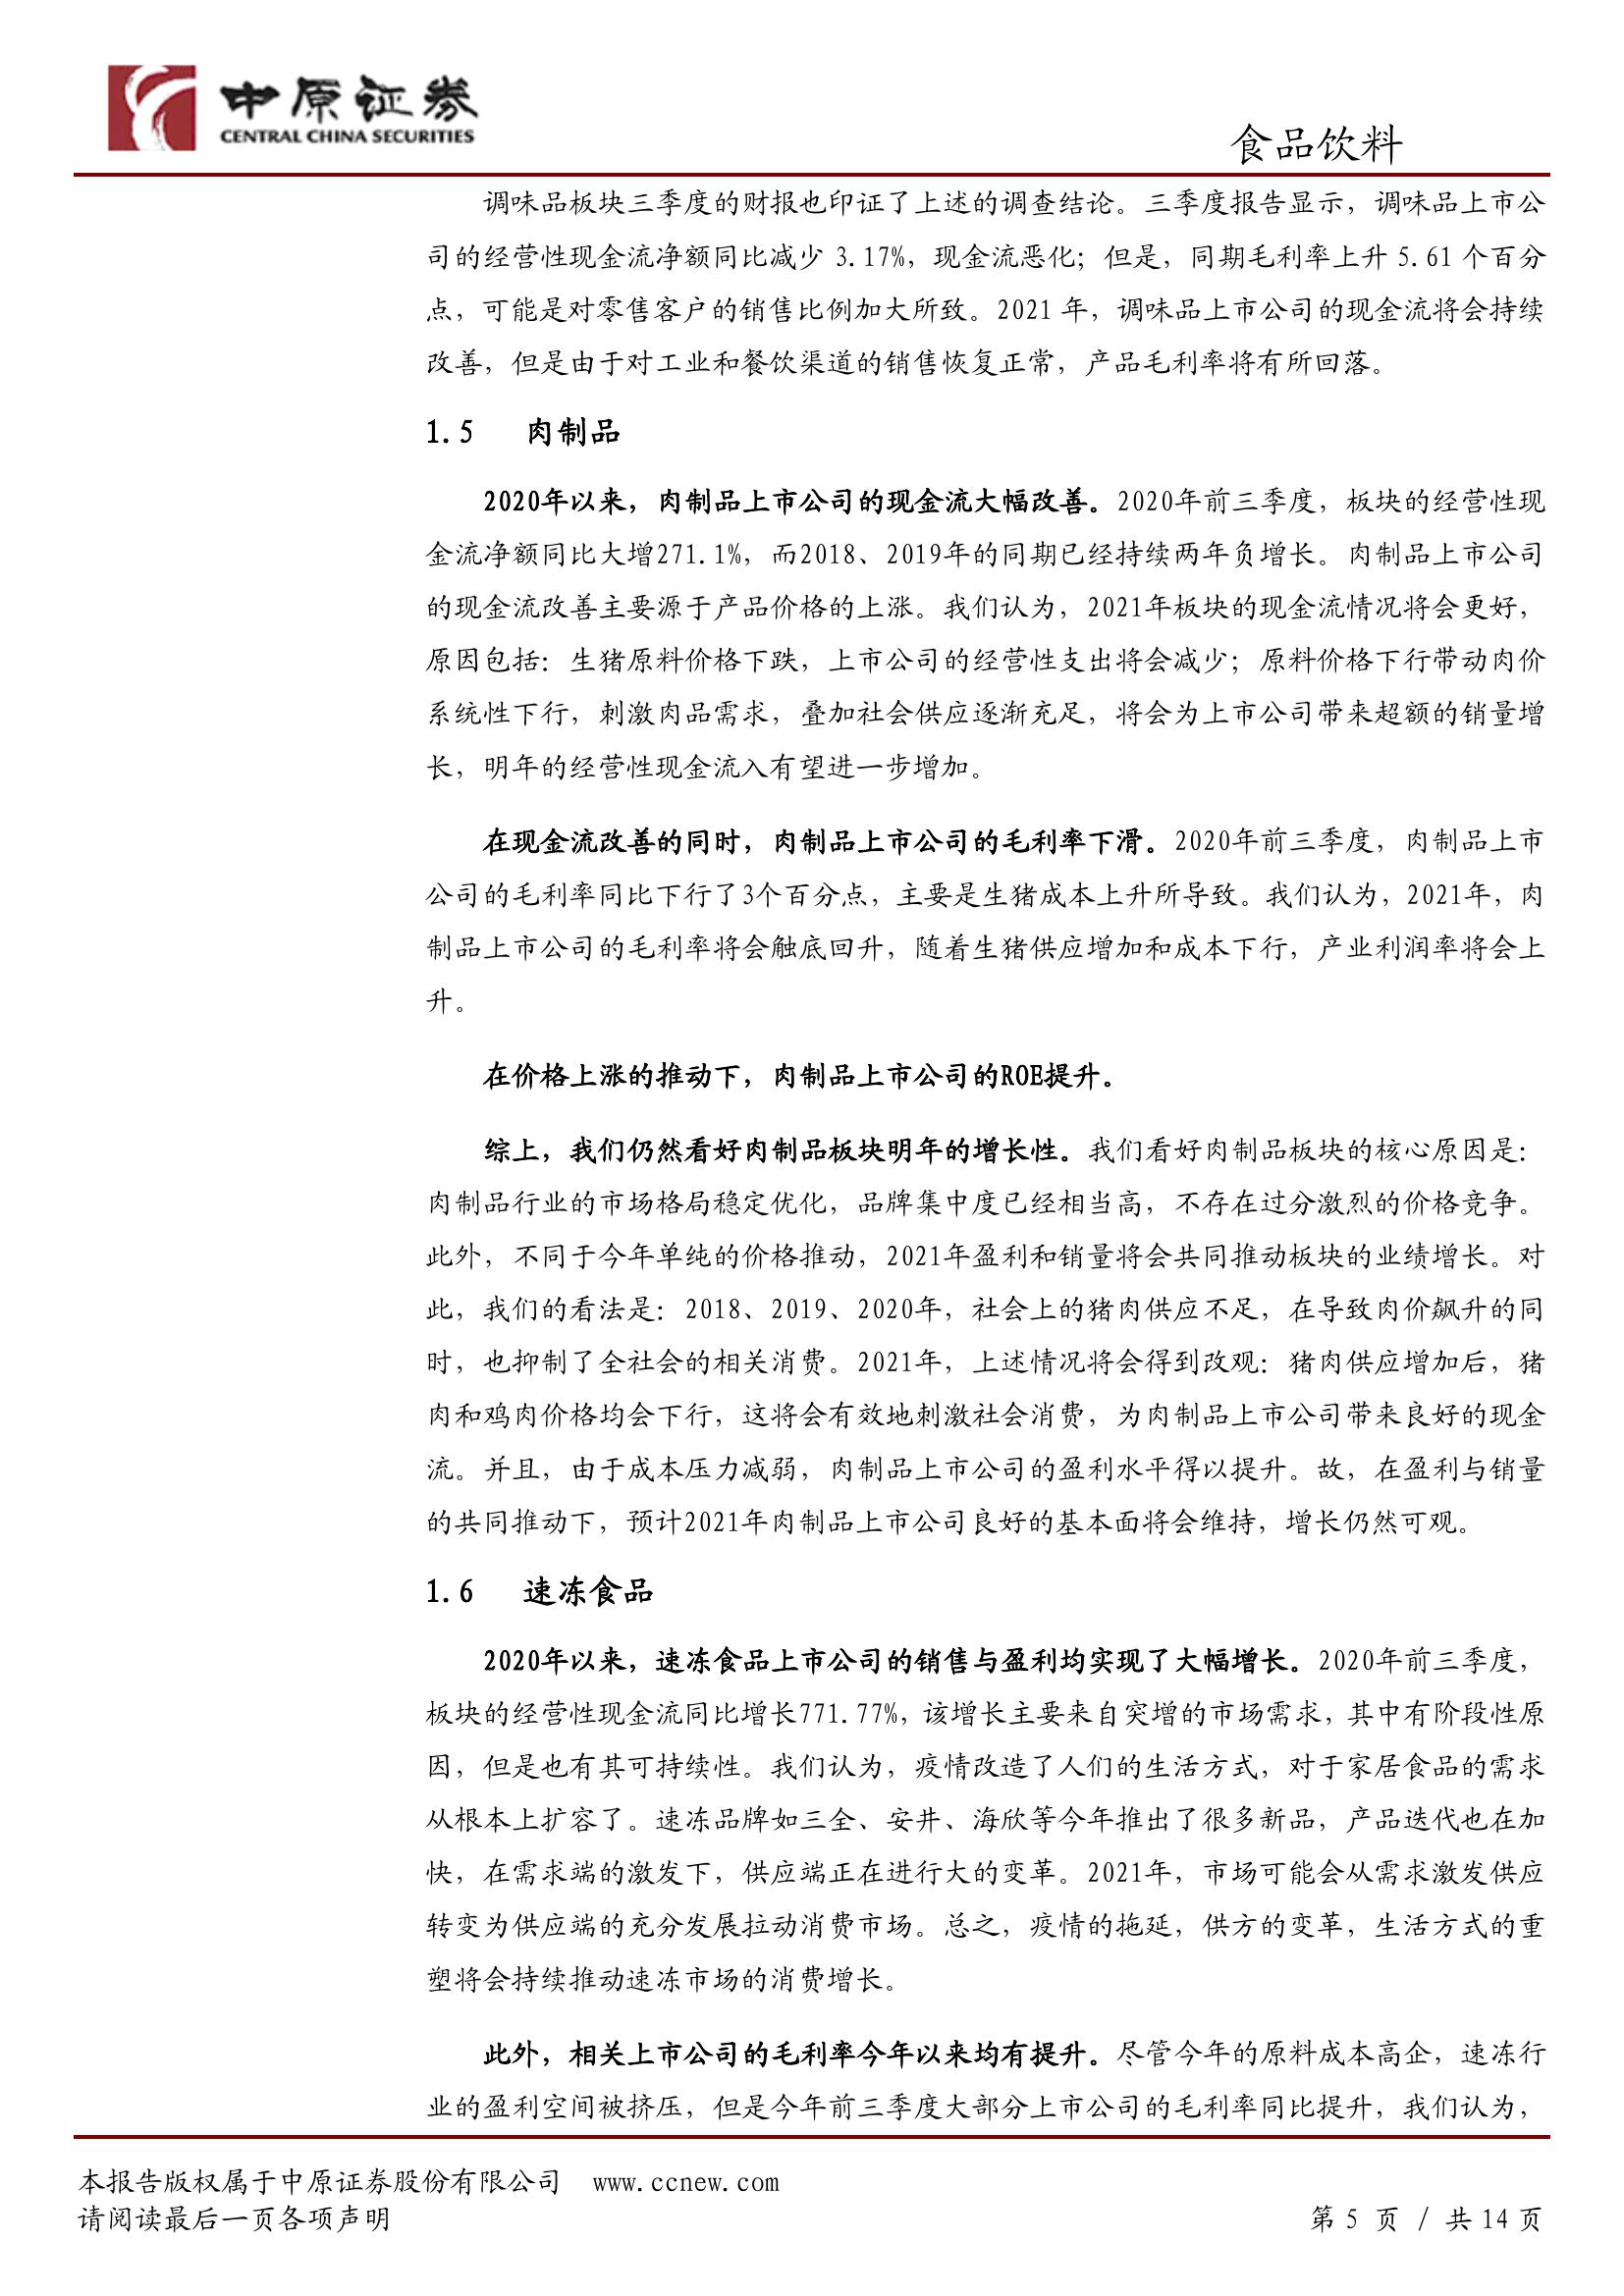 中原证券
CENTRAL CHINA SECURITIES
食品饮料
调味品板块三季度的财报也印证了上述的调查结论。三季度报告显示，调味品上市公
司的经营性现金流净额同比减少 3.17%，现金流恶化；但是，同期毛利率上升 5.61 个百分
点，可能是对零售客户的销售比例加大所致。2021 年，调味品上市公司的现金流将会持续
改善，但是由于对工业和餐饮渠道的销售恢复正常，产品毛利率将有所回落。
1.5 肉制品
2020年以来，肉制品上市公司的现金流大幅改善。2020年前三季度，板块的经营性现
金流净额同比大增271.1%，而2018、2019年的同期已经持续两年负增长。肉制品上市公司
的现金流改善主要源于产品价格的上涨。我们认为，2021年板块的现金流情况将会更好，
原因包括：生猪原料价格下跌，上市公司的经营性支出将会减少；原料价格下行带动肉价
系统性下行，刺激肉品需求，叠加社会供应逐渐充足，将会为上市公司带来超额的销量增
长，明年的经营性现金流入有望进一步增加。
在现金流改善的同时，肉制品上市公司的毛利率下滑。2020年前三季度，肉制品上市
公司的毛利率同比下行了3个百分点，主要是生猪成本上升所导致。我们认为，2021年，肉
制品上市公司的毛利率将会触底回升，随着生猪供应增加和成本下行，产业利润率将会上
升。
在价格上涨的推动下，肉制品上市公司的ROE提升。
综上，我们仍然看好肉制品板块明年的增长性。我们看好肉制品板块的核心原因是：
肉制品行业的市场格局稳定优化，品牌集中度已经相当高，不存在过分激烈的价格竞争。
此外，不同于今年单纯的价格推动，2021年盈利和销量将会共同推动板块的业绩增长。对
此，我们的看法是：2018、2019、2020年，社会上的猪肉供应不足，在导致肉价飙升的同
时，也抑制了全社会的相关消费。2021年，上述情况将会得到改观：猪肉供应增加后，猪
肉和鸡肉价格均会下行，这将会有效地刺激社会消费，为肉制品上市公司带来良好的现金
流。并且，由于成本压力减弱，肉制品上市公司的盈利水平得以提升。故，在盈利与销量
的共同推动下，预计2021年肉制品上市公司良好的基本面将会维持，增长仍然可观。
1.6 速冻食品
2020年以来，速冻食品上市公司的销售与盈利均实现了大幅增长。2020年前三季度，
板块的经营性现金流同比增长771.77%，该增长主要来自突增的市场需求，其中有阶段性原
因，但是也有其可持续性。我们认为，疫情改造了人们的生活方式，对于家居食品的需求
从根本上扩容了。速冻品牌如三全、安井、海欣等今年推出了很多新品，产品迭代也在加
快，在需求端的激发下，供应端正在进行大的变革。2021年，市场可能会从需求激发供应
转变为供应端的充分发展拉动消费市场。总之，疫情的拖延，供方的变革，生活方式的重
塑将会持续推动速冻市场的消费增长。
此外，相关上市公司的毛利率今年以来均有提升。尽管今年的原料成本高企，速冻行
业的盈利空间被挤压，但是今年前三季度大部分上市公司的毛利率同比提升，我们认为，
本报告版权属于中原证券股份有限公司 www.ccnew.com
请阅读最后一页各项声明
第 5 页 / 共 14 页